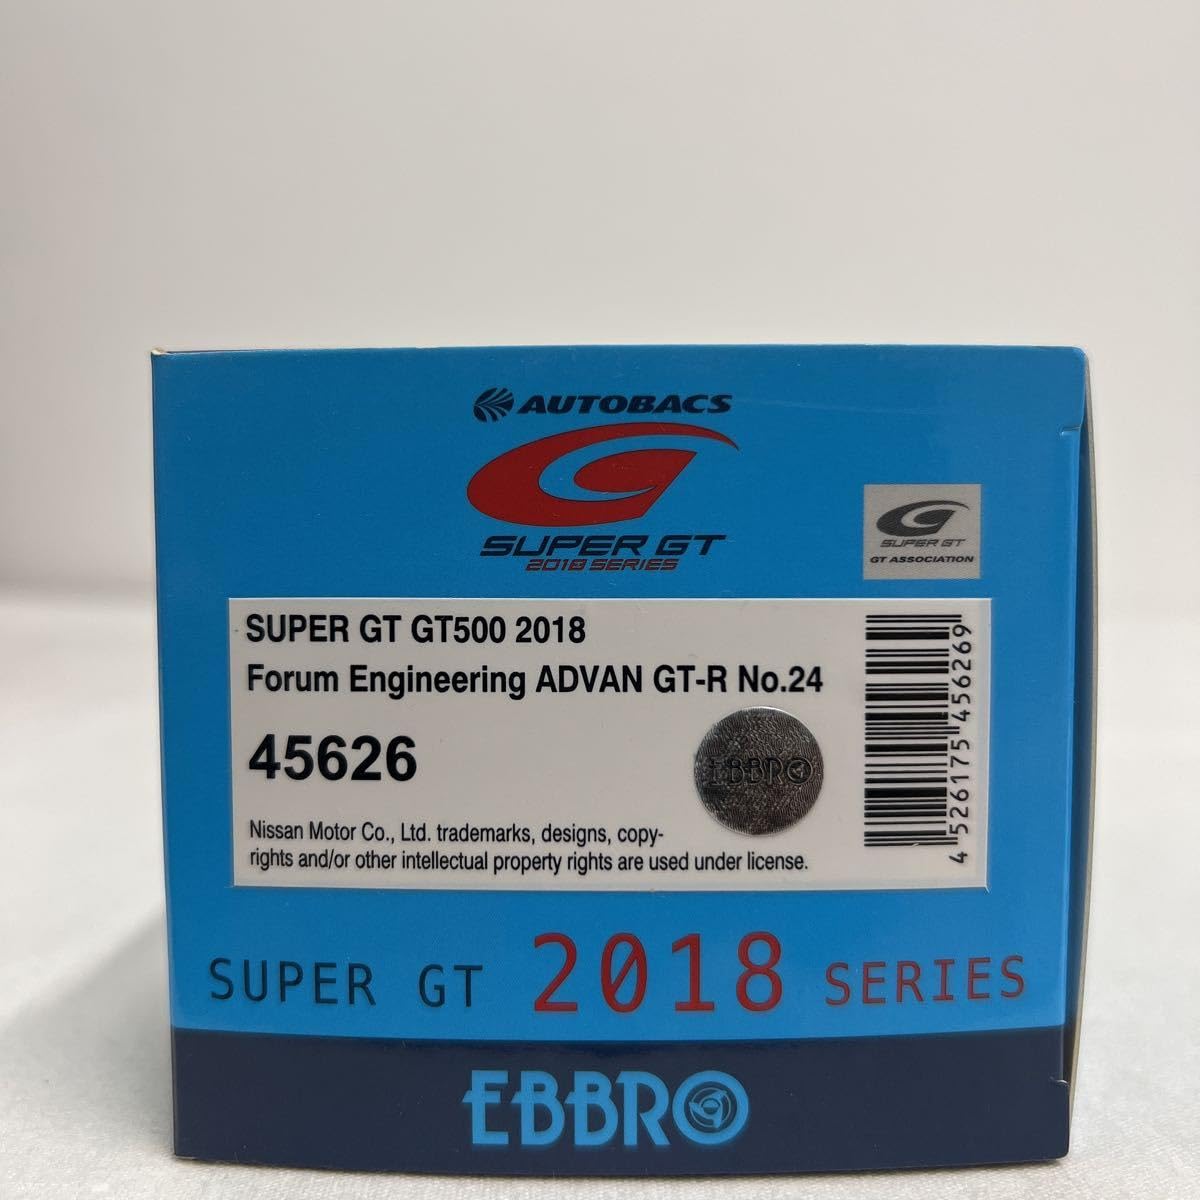 AUTOBACS
SUPER GT
2018 SERIES
SUPER GT
GT ASSOCIATION
SUPER GT GT500 2018
Forum Engineering ADVAN GT-R No.24
45626
EBBRO
Nissan Motor Co., Ltd. trademarks, designs, copy-
rights and/or other intellectual property rights are used under license.
4 526175 456269
SUPER GT 2018 SERIES
EBBRO